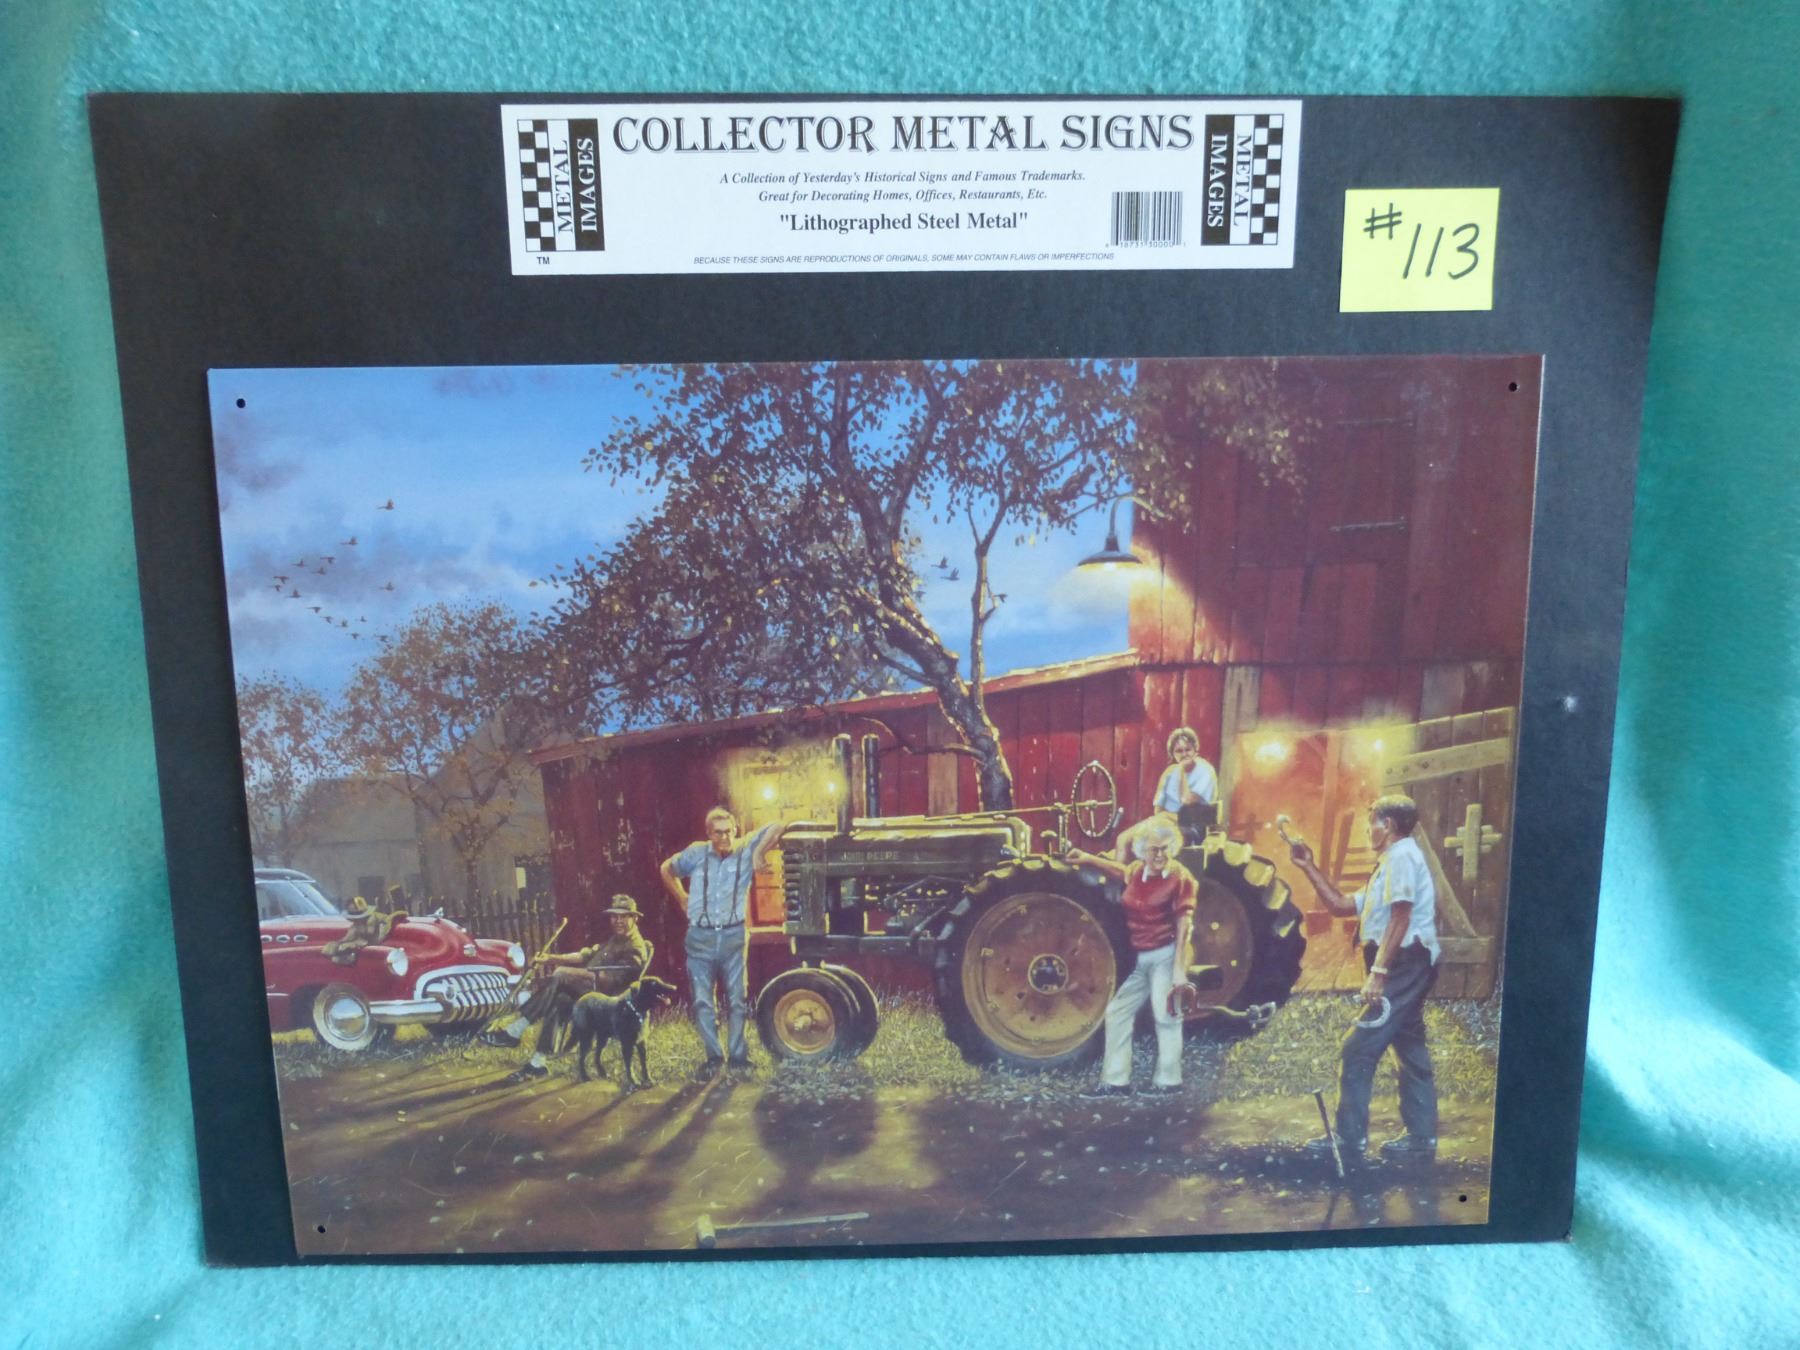 COLLECTOR METAL SIGNS
METAL IMAGES
METAL IMAGES
A Collection of Yesterday's Historical Signs and Famous Trademarks.
Great for Decorating Homes, Offices, Restaurants, Etc.
"Lithographed Steel Metal"
TM
BECAUSE THESE SIGNS ARE REPRODUCTIONS OF ORIGINALS, SOME MAY CONTAIN FLAWS OR IMPERFECTIONS
#113
JOHN DEERE